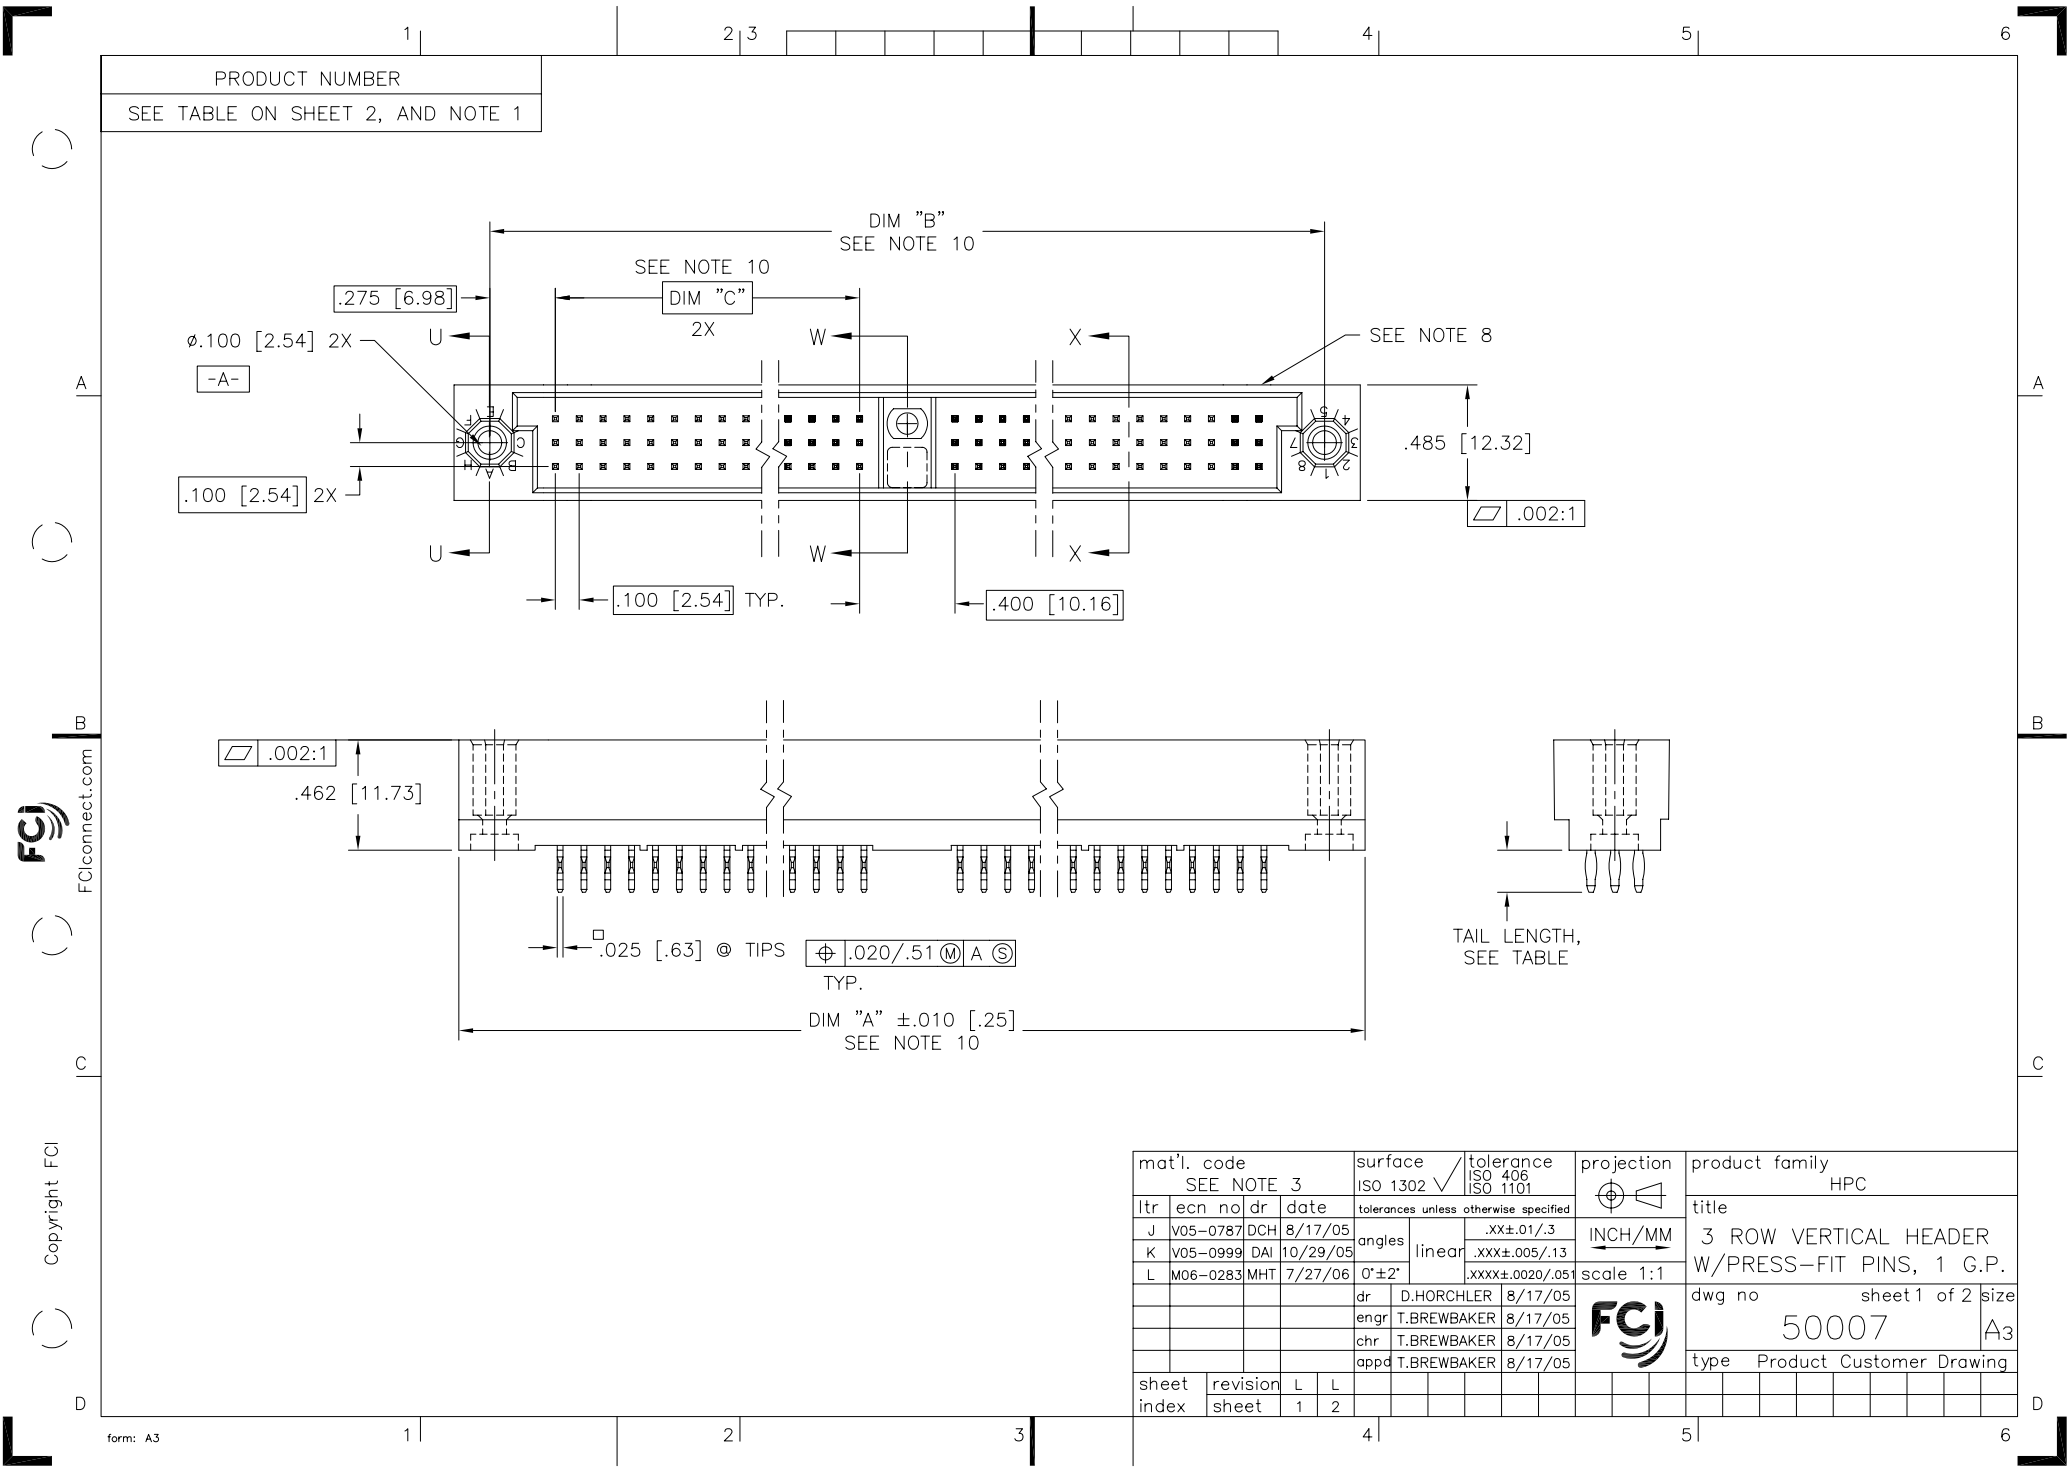 1
2
3
4
5
6
PRODUCT NUMBER
SEE TABLE ON SHEET 2, AND NOTE 1
DIM "B"
SEE NOTE 10
SEE NOTE 10
.275 [6.98]
DIM "C"
2X
ø.100 [2.54] 2X
U
W
X
SEE NOTE 8
-A-
A
A
E
F
G
H
A
B
C
5
4
3
2
1
8
7
.485 [12.32]
.100 [2.54] 2X
.002:1
U
W
X
.100 [2.54] TYP.
.400 [10.16]
B
B
.002:1
.462 [11.73]
FCI
FCIconnect.com
.025 [.63] @ TIPS
.020/.51 Ⓜ A Ⓢ
TYP.
TAIL LENGTH,
SEE TABLE
DIM "A" ±.010 [.25]
SEE NOTE 10
C
C
Copyright FCI
mat'l. code
SEE NOTE 3
surface
ISO 1302
tolerance
ISO 406
ISO 1101
projection
product family
HPC
ltr ecn no dr date
tolerances unless otherwise specified
title
3 ROW VERTICAL HEADER
W/PRESS-FIT PINS, 1 G.P.
J V05-0787 DCH 8/17/05
K V05-0999 DAI 10/29/05
L M06-0283 MHT 7/27/06
angles
0°±2°
linear
.XX±.01/.3
.XXX±.005/.13
.XXXX±.0020/.051
INCH/MM
scale 1:1
dr D.HORCHLER 8/17/05
engr T.BREWBAKER 8/17/05
chr T.BREWBAKER 8/17/05
appd T.BREWBAKER 8/17/05
FCI
dwg no
sheet 1 of 2
size
50007
A3
type Product Customer Drawing
sheet index
revision L L
sheet 1 2
D
D
form: A3
1
2
3
4
5
6